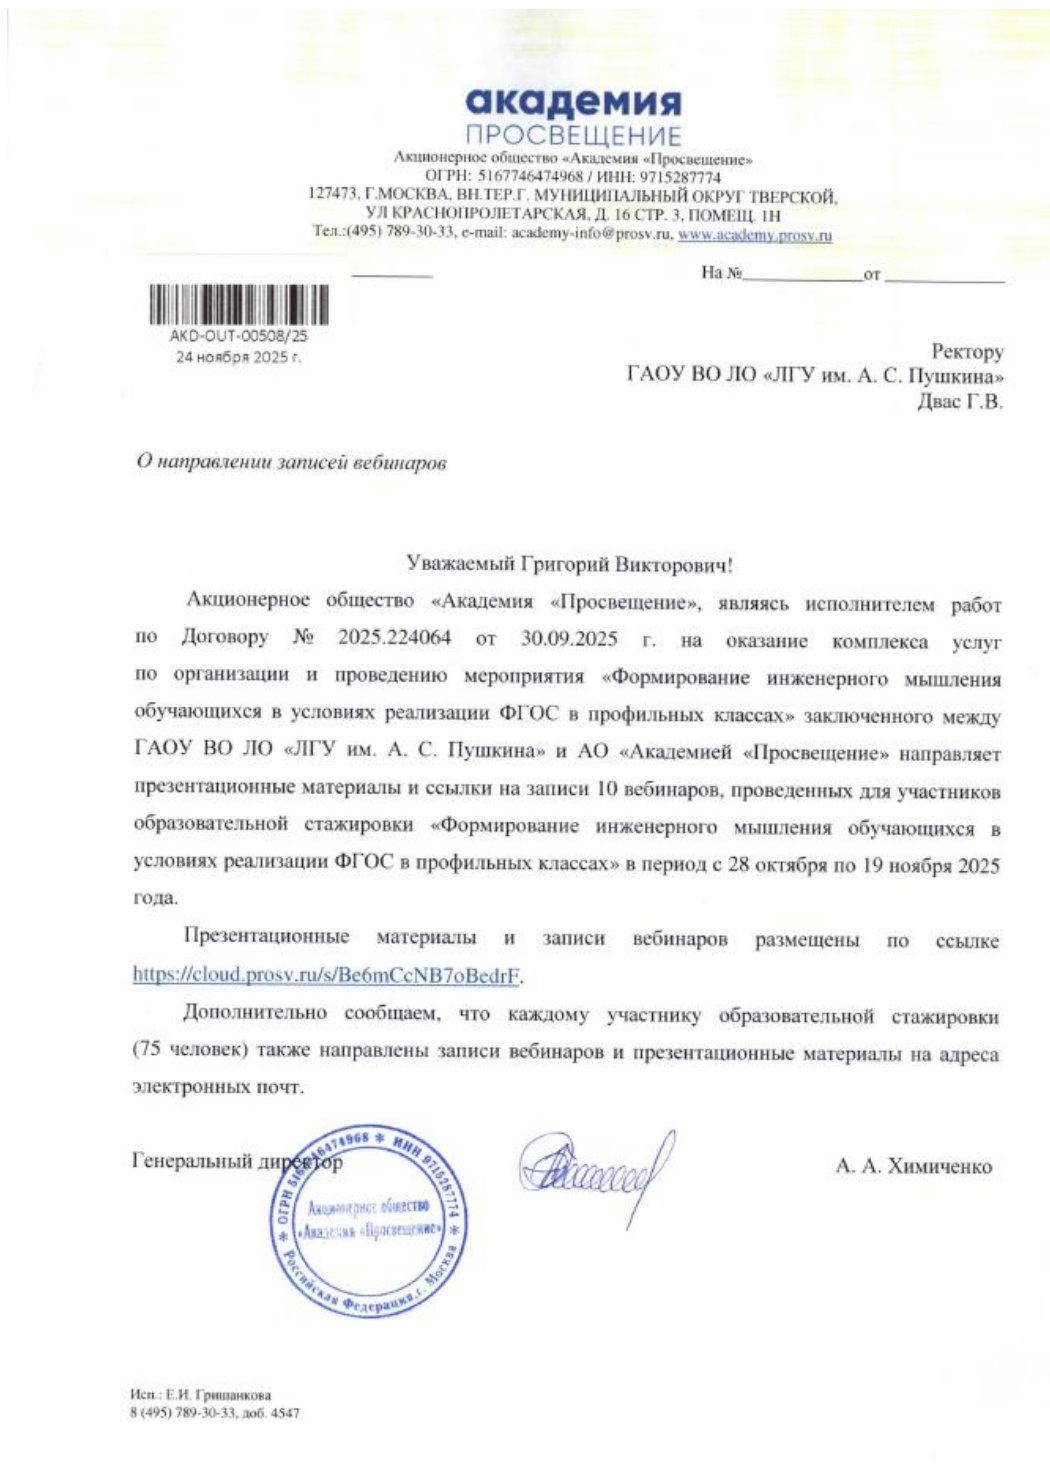 академия
ПРОСВЕЩЕНИЕ
Акционерное общество «Академия «Просвещение»
ОГРН: 5167746474968 / ИНН: 9715287774
127473, Г.МОСКВА, ВН.ТЕР.Г. МУНИЦИПАЛЬНЫЙ ОКРУГ ТВЕРСКОЙ,
УЛ КРАСНОПРОЛЕТАРСКАЯ, Д. 16 СТР. 3, ПОМЕЩ. 1Н
Тел.:(495) 789-30-33, e-mail: academy-info@prosv.ru, www.academy.prosv.ru
На №______________от ______________
AKD-OUT-00508/25
24 ноября 2025 г.
Ректору
ГАОУ ВО ЛО «ЛГУ им. А. С. Пушкина»
Двас Г.В.
О направлении записей вебинаров
Уважаемый Григорий Викторович!
Акционерное общество «Академия «Просвещение», являясь исполнителем работ
по Договору № 2025.224064 от 30.09.2025 г. на оказание комплекса услуг
по организации и проведению мероприятия «Формирование инженерного мышления
обучающихся в условиях реализации ФГОС в профильных классах» заключенного между
ГАОУ ВО ЛО «ЛГУ им. А. С. Пушкина» и АО «Академией «Просвещение» направляет
презентационные материалы и ссылки на записи 10 вебинаров, проведенных для участников
образовательной стажировки «Формирование инженерного мышления обучающихся в
условиях реализации ФГОС в профильных классах» в период с 28 октября по 19 ноября 2025
года.
Презентационные материалы и записи вебинаров размещены по ссылке
https://cloud.prosv.ru/s/Be6mCcNB7oBedrF.
Дополнительно сообщаем, что каждому участнику образовательной стажировки
(75 человек) также направлены записи вебинаров и презентационные материалы на адреса
электронных почт.
Генеральный директор
А. А. Химиченко
ОГРН 5167746474968 * ИНН 9715287774 *
Акционерное общество
«Академия «Просвещение»
* Российская Федерация, г. Москва *
Исп.: Е.И. Гришанкова
8 (495) 789-30-33, доб. 4547